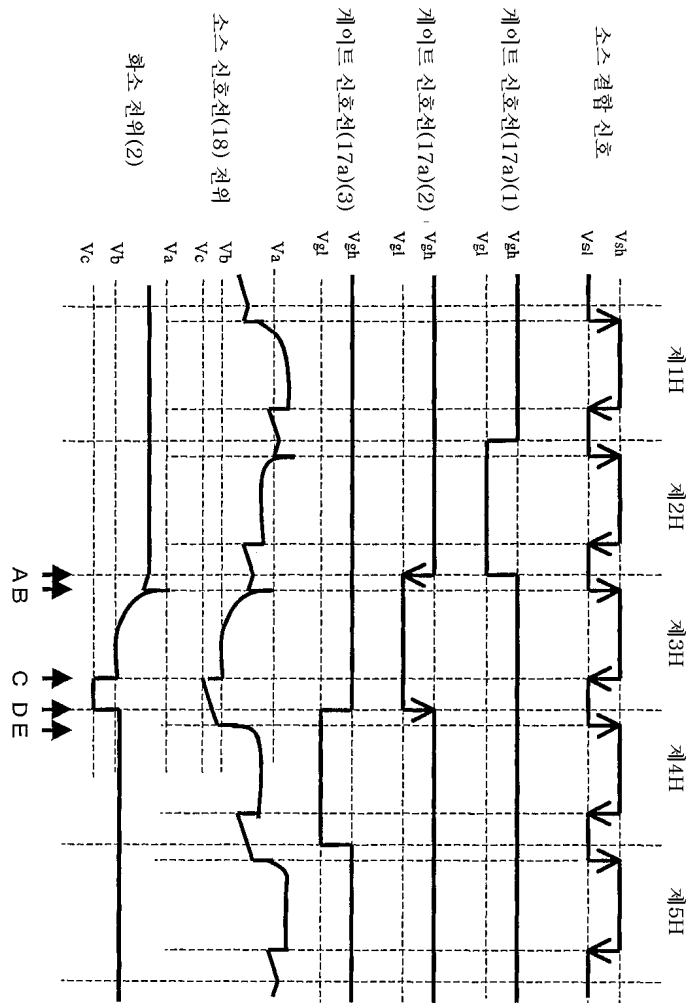 제1H
제2H
제3H
제4H
제5H
소스 결합 신호
Vsh
Vsl
게이트 신호선(17a)(1)
Vgh
Vgl
게이트 신호선(17a)(2)
Vgh
Vgl
게이트 신호선(17a)(3)
Vgh
Vgl
소스 신호선(18) 전위
Va
Vb
Vc
화소 전위(2)
Va
Vb
Vc
A B C D E